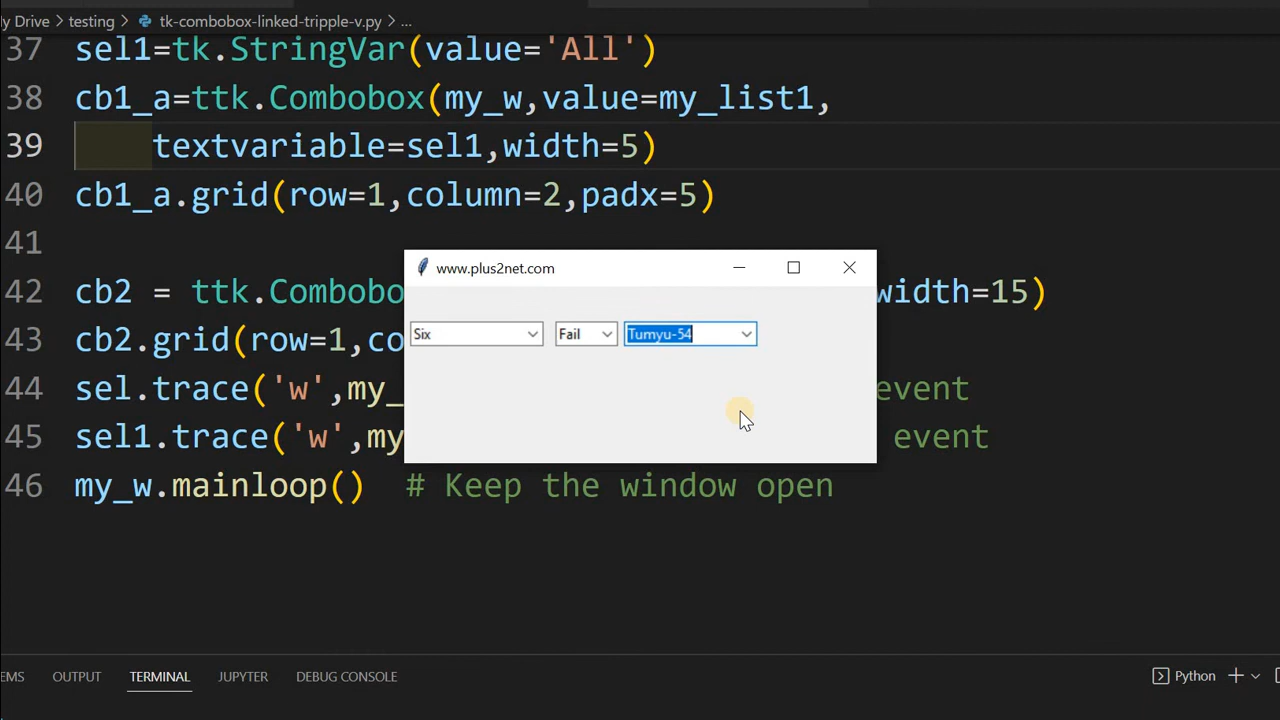 My Drive > testing > tk-combobox-linked-tripple-v.py > ...
37 sel1=tk.StringVar(value='All')
38 cb1_a=ttk.Combobox(my_w,value=my_list1,
39 textvariable=sel1,width=5)
40 cb1_a.grid(row=1,column=2,padx=5)
41
www.plus2net.com
42 cb2 = ttk.Combobo width=15)
Six Fail Tumyu-54
43 cb2.grid(row=1,co
44 sel.trace('w',my_ event
45 sel1.trace('w',my event
46 my_w.mainloop() # Keep the window open
EMS OUTPUT TERMINAL JUPYTER DEBUG CONSOLE Python